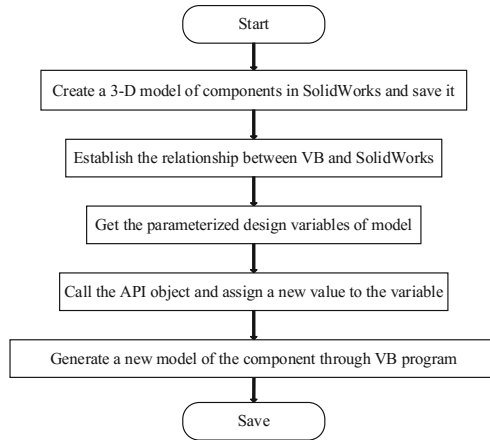 Start
Create a 3-D model of components in SolidWorks and save it
Establish the relationship between VB and SolidWorks
Get the parameterized design variables of model
Call the API object and assign a new value to the variable
Generate a new model of the component through VB program
Save